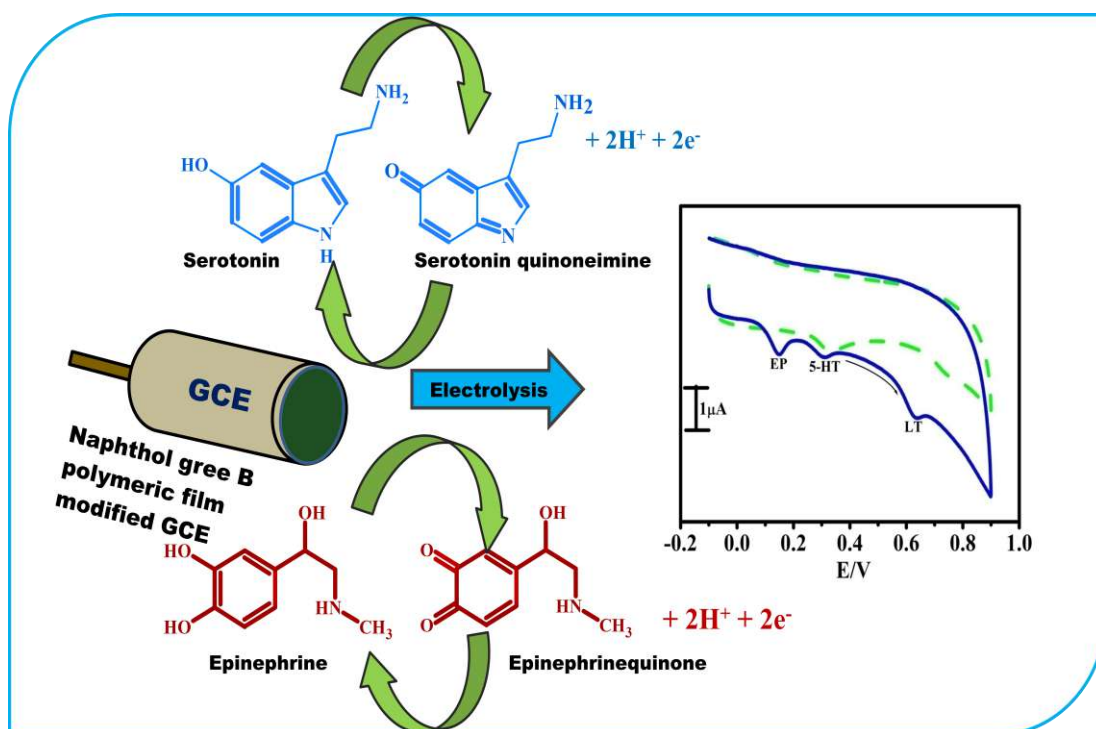 NH₂
HO
N
H
Serotonin
NH₂
O
N
+ 2H⁺ + 2e⁻
Serotonin quinoneimine
GCE
Naphthol gree B
polymeric film
modified GCE
Electrolysis
OH
HO
HO
HN
CH₃
Epinephrine
OH
O
O
HN
CH₃
+ 2H⁺ + 2e⁻
Epinephrinequinone
EP
5-HT
LT
1μA
-0.2 0.0 0.2 0.4 0.6 0.8 1.0
E/V